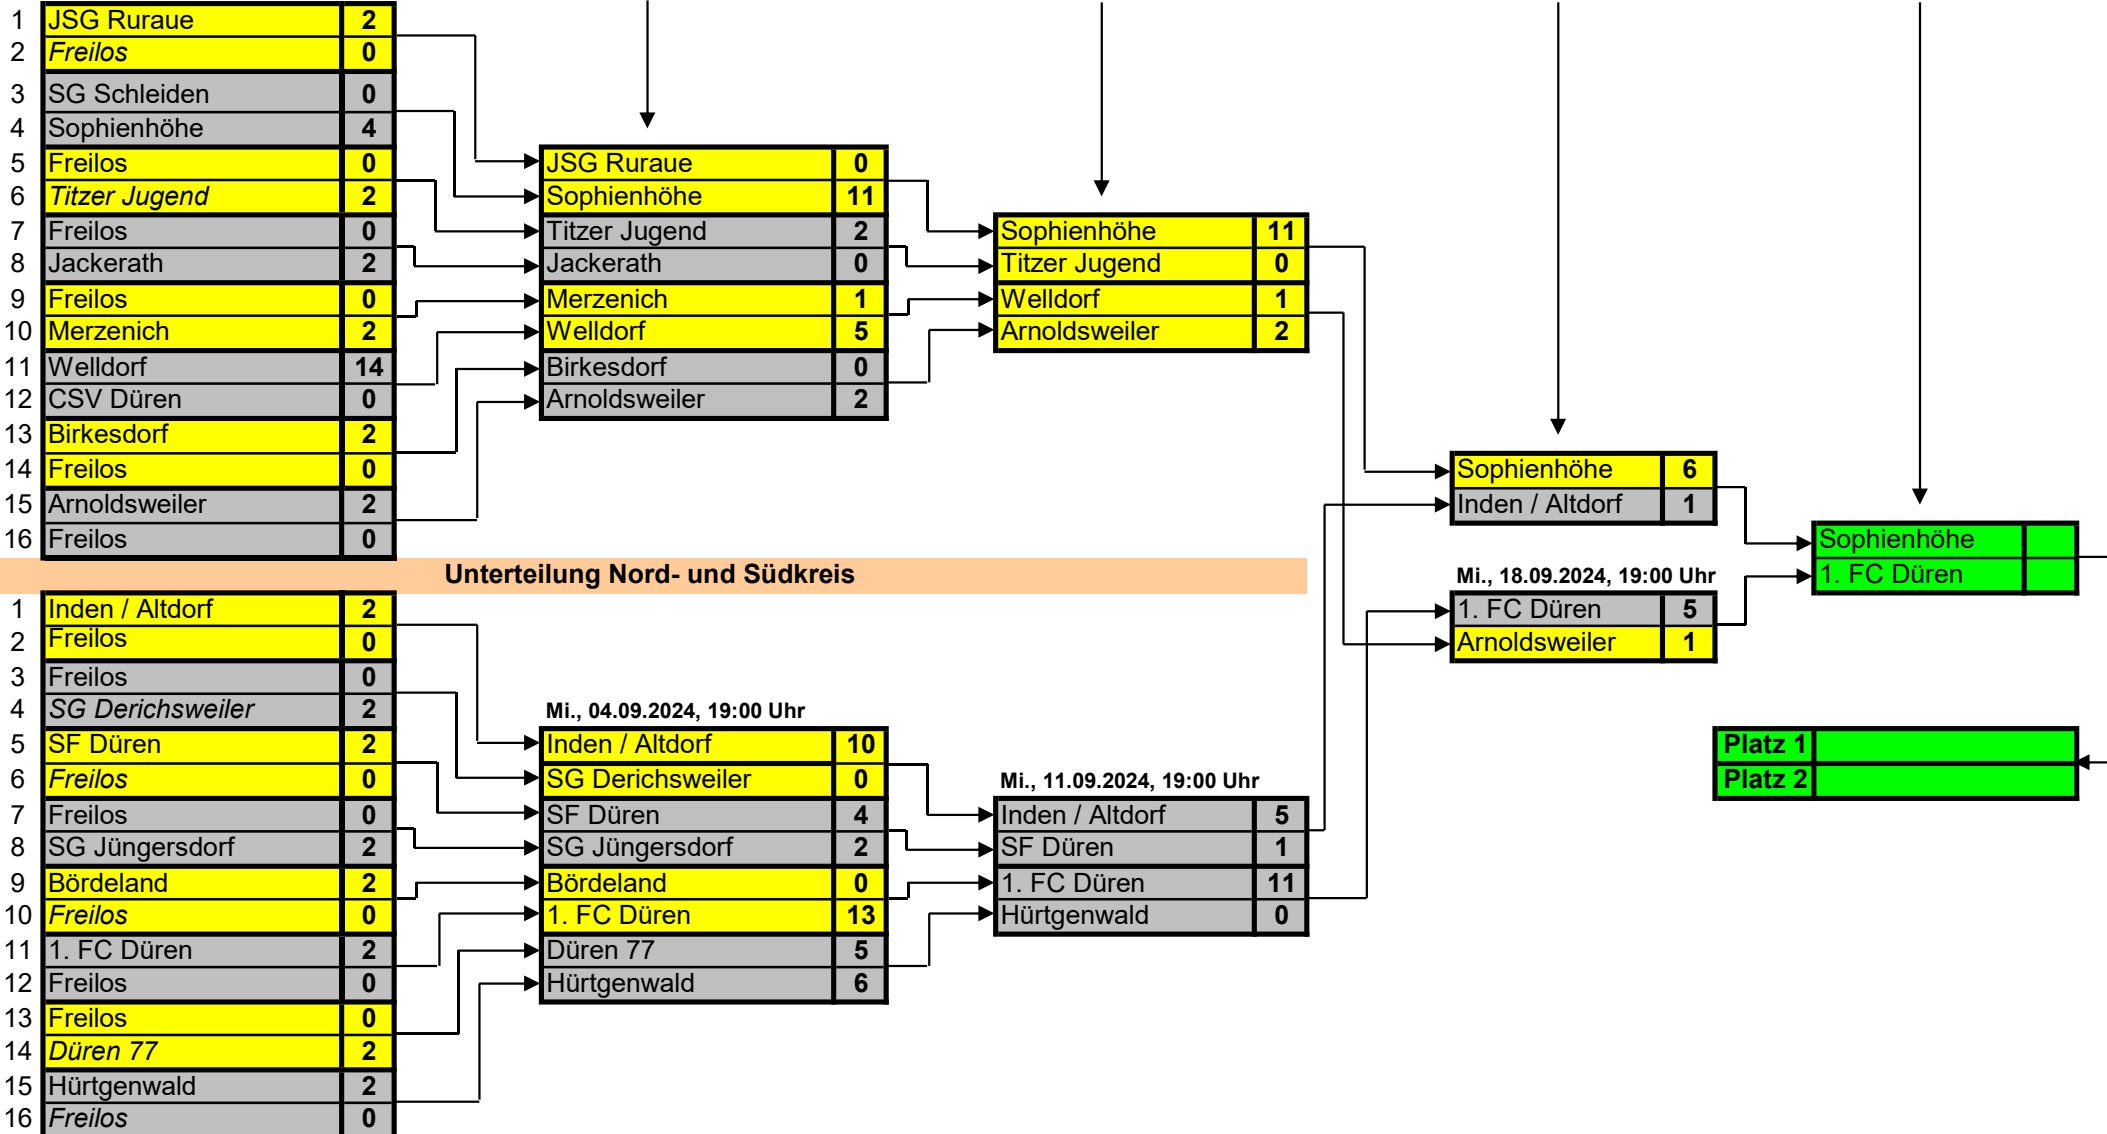 1 JSG Ruraue 2
2 Freilos 0
3 SG Schleiden 0
4 Sophienhöhe 4
5 Freilos 0
6 Titzer Jugend 2
7 Freilos 0
8 Jackerath 2
9 Freilos 0
10 Merzenich 2
11 Welldorf 14
12 CSV Düren 0
13 Birkesdorf 2
14 Freilos 0
15 Arnoldsweiler 2
16 Freilos 0
JSG Ruraue 0
Sophienhöhe 11
Titzer Jugend 2
Jackerath 0
Merzenich 1
Welldorf 5
Birkesdorf 0
Arnoldsweiler 2
Sophienhöhe 11
Titzer Jugend 0
Welldorf 1
Arnoldsweiler 2
Sophienhöhe 6
Inden / Altdorf 1
Sophienhöhe
1. FC Düren
Unterteilung Nord- und Südkreis
Mi., 18.09.2024, 19:00 Uhr
1. FC Düren 5
Arnoldsweiler 1
1 Inden / Altdorf 2
2 Freilos 0
3 Freilos 0
4 SG Derichsweiler 2
5 SF Düren 2
6 Freilos 0
7 Freilos 0
8 SG Jüngersdorf 2
9 Bördeland 2
10 Freilos 0
11 1. FC Düren 2
12 Freilos 0
13 Freilos 0
14 Düren 77 2
15 Hürtgenwald 2
16 Freilos 0
Mi., 04.09.2024, 19:00 Uhr
Inden / Altdorf 10
SG Derichsweiler 0
SF Düren 4
SG Jüngersdorf 2
Bördeland 0
1. FC Düren 13
Düren 77 5
Hürtgenwald 6
Mi., 11.09.2024, 19:00 Uhr
Inden / Altdorf 5
SF Düren 1
1. FC Düren 11
Hürtgenwald 0
Platz 1
Platz 2